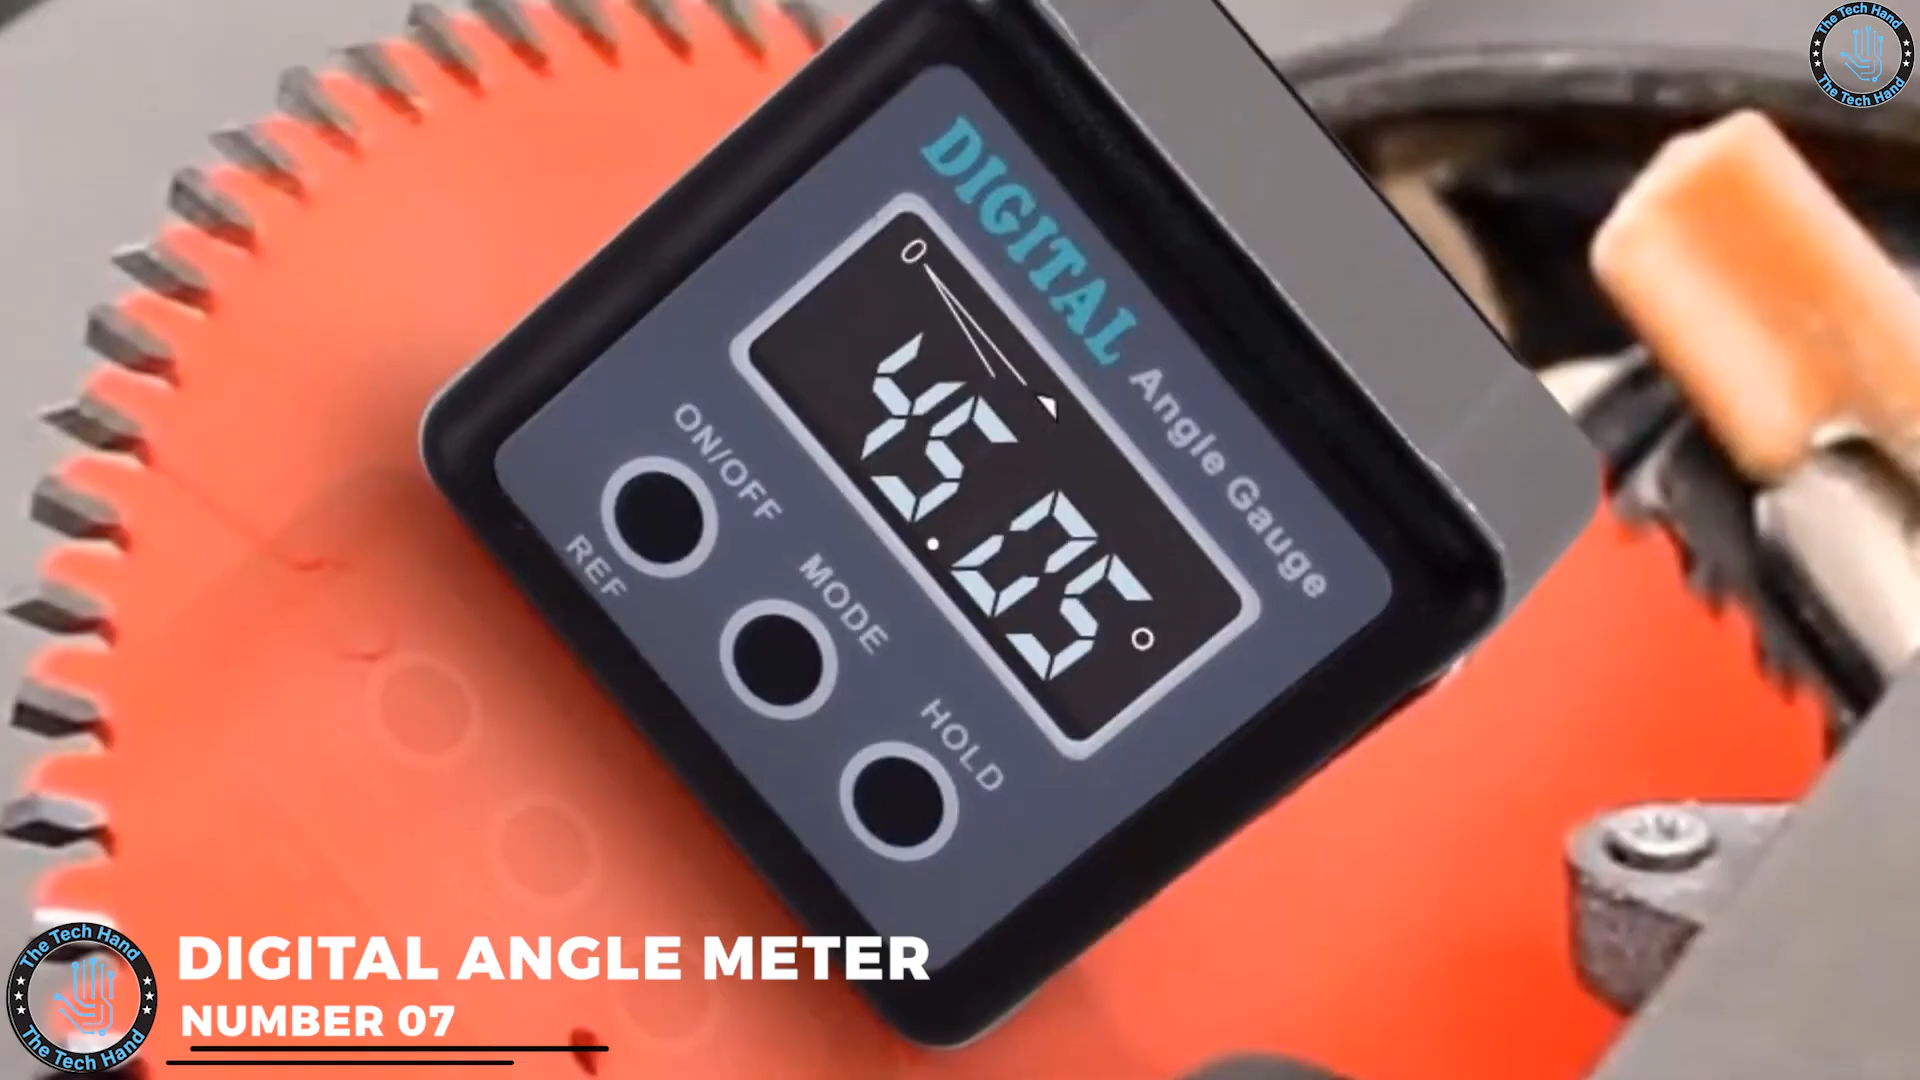 The Tech Hand
The Tech Hand
DIGITAL Angle Gauge
0
45.05°
ON/OFF
REF
MODE
HOLD
The Tech Hand
The Tech Hand
DIGITAL ANGLE METER
NUMBER 07